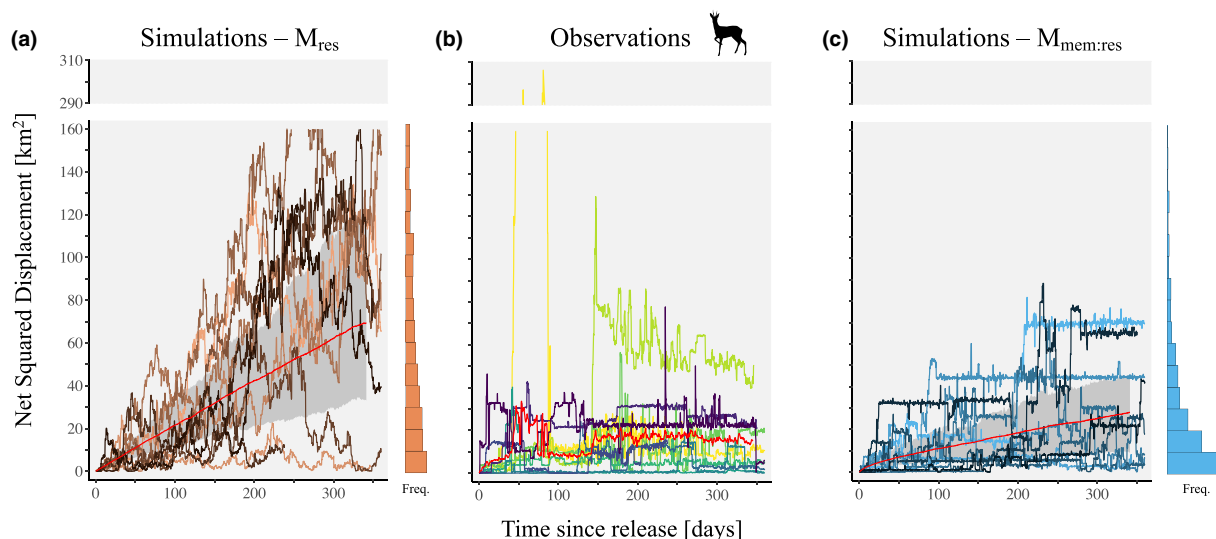 (a) Simulations – Mres
(b) Observations
(c) Simulations – Mmem:res
Net Squared Displacement [km²]
310
290
160
140
120
100
80
60
40
20
0
0 100 200 300
Freq.
0 100 200 300
0 100 200 300
Freq.
Time since release [days]